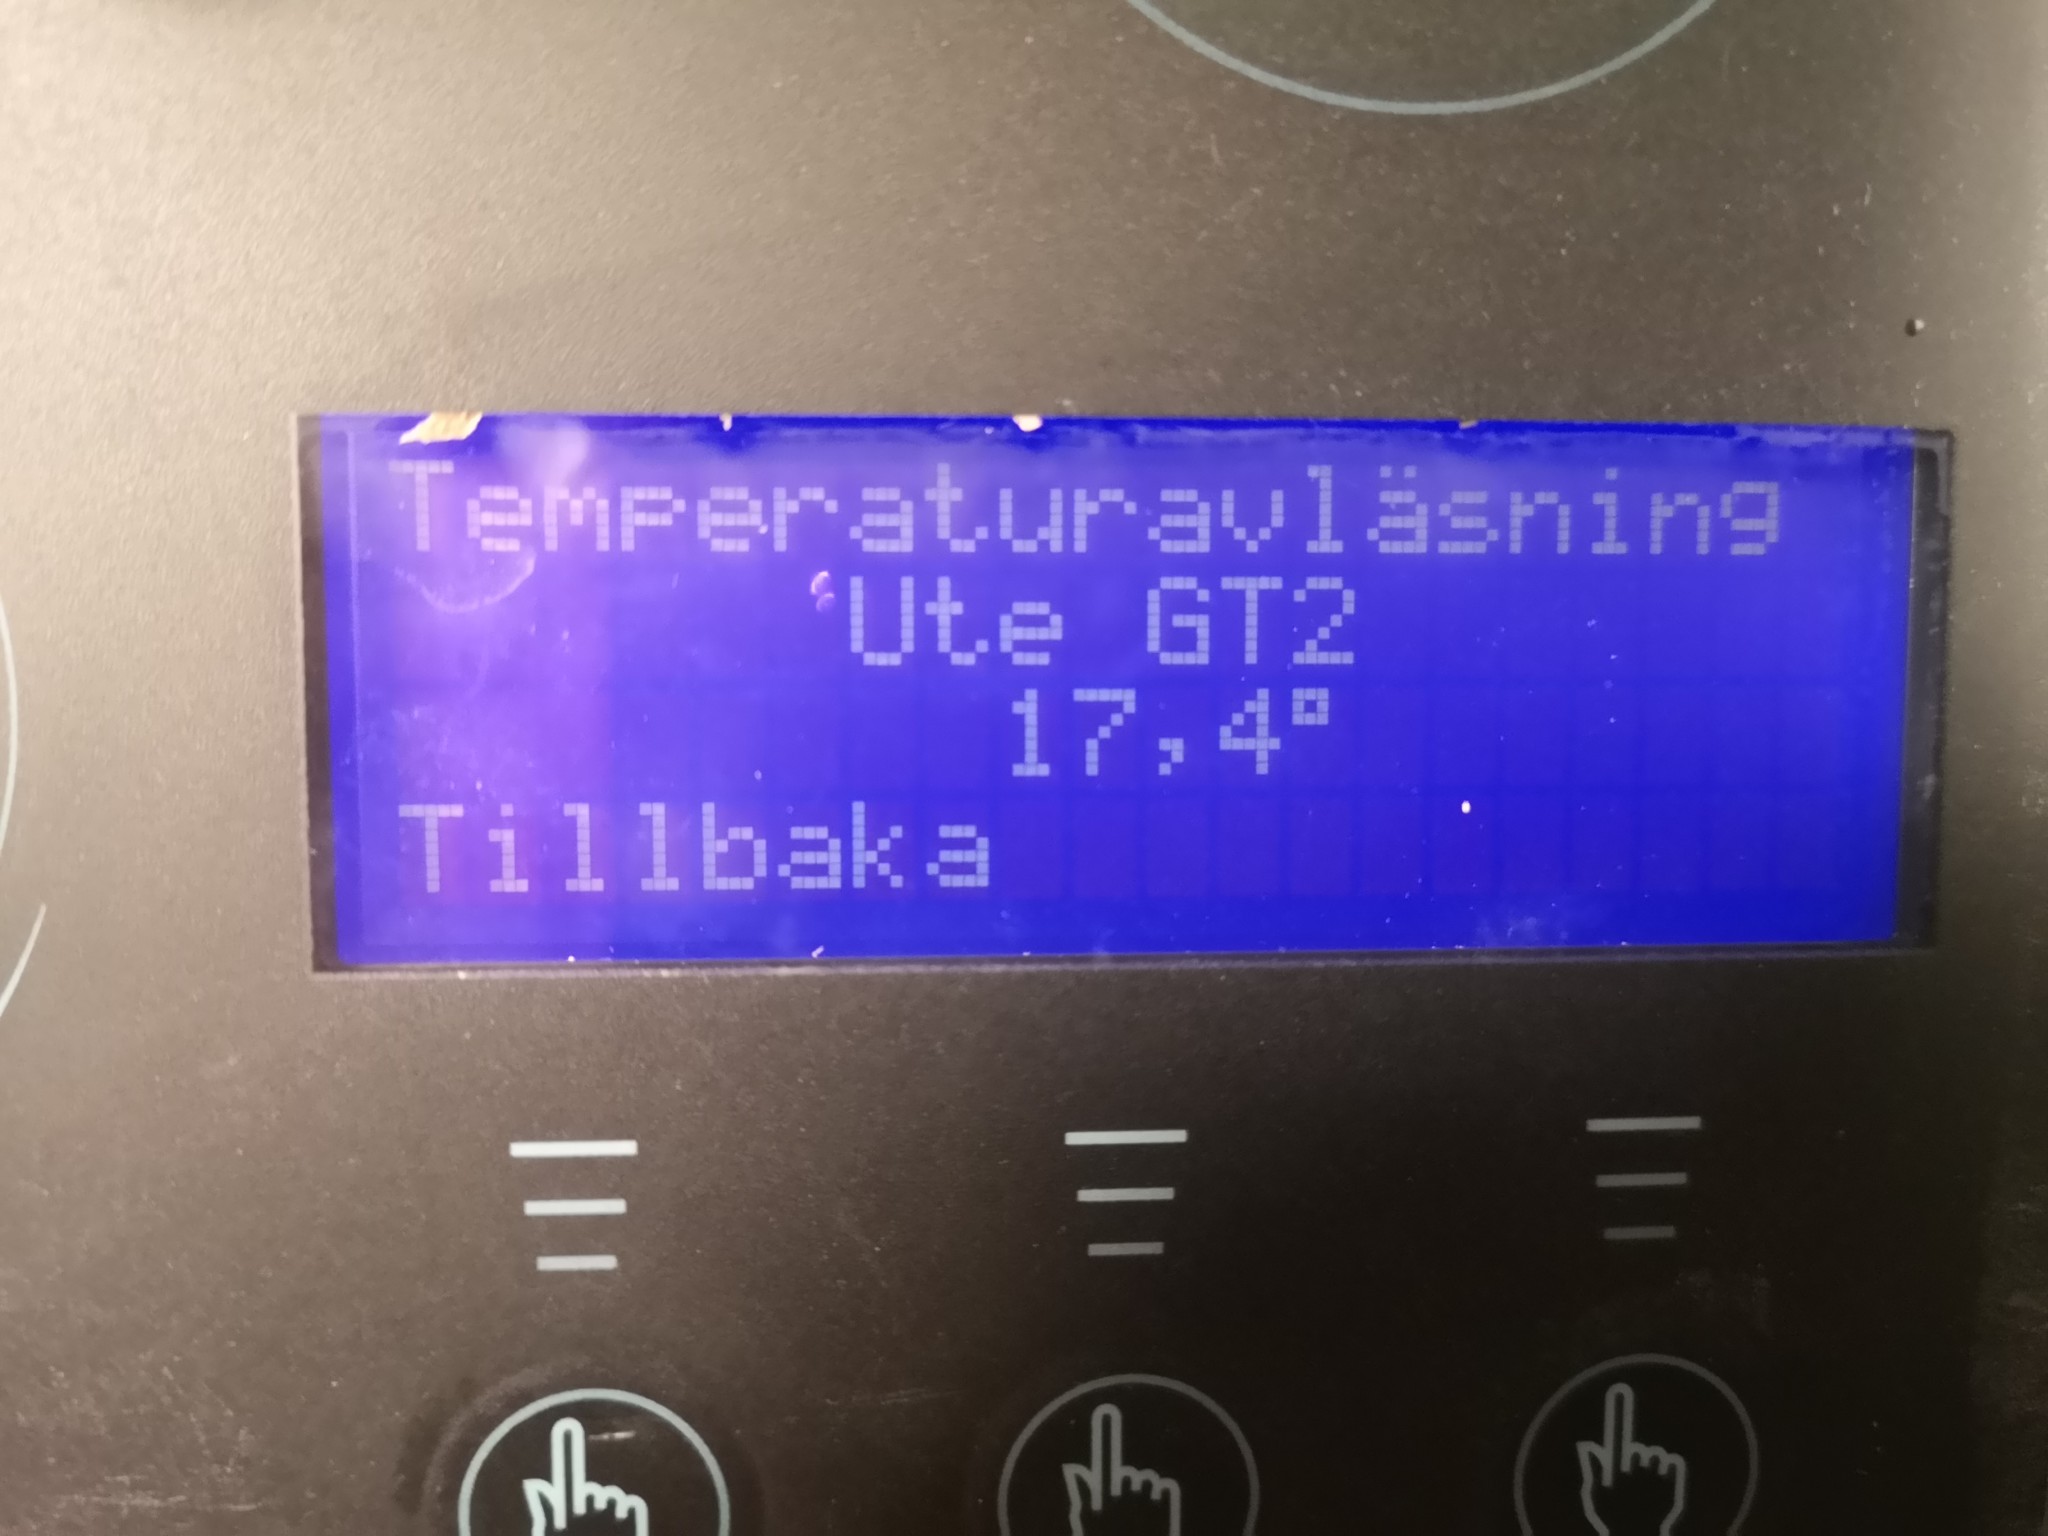 Temperaturavläsning
Ute GT2
17,4°
Tillbaka